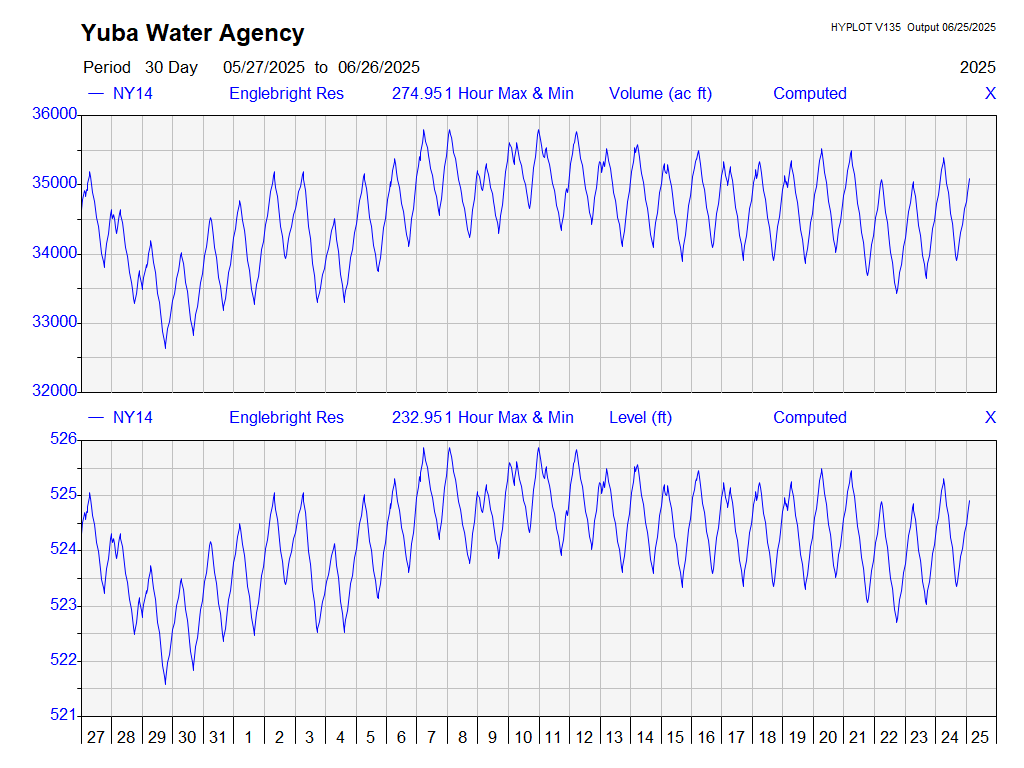 Yuba Water Agency
HYPLOT V135 Output 06/25/2025
Period 30 Day 05/27/2025 to 06/26/2025 2025
NY14 Englebright Res 274.951 Hour Max & Min Volume (ac ft) Computed X
36000
35000
34000
33000
32000
NY14 Englebright Res 232.951 Hour Max & Min Level (ft) Computed X
526
525
524
523
522
521
27 28 29 30 31 1 2 3 4 5 6 7 8 9 10 11 12 13 14 15 16 17 18 19 20 21 22 23 24 25